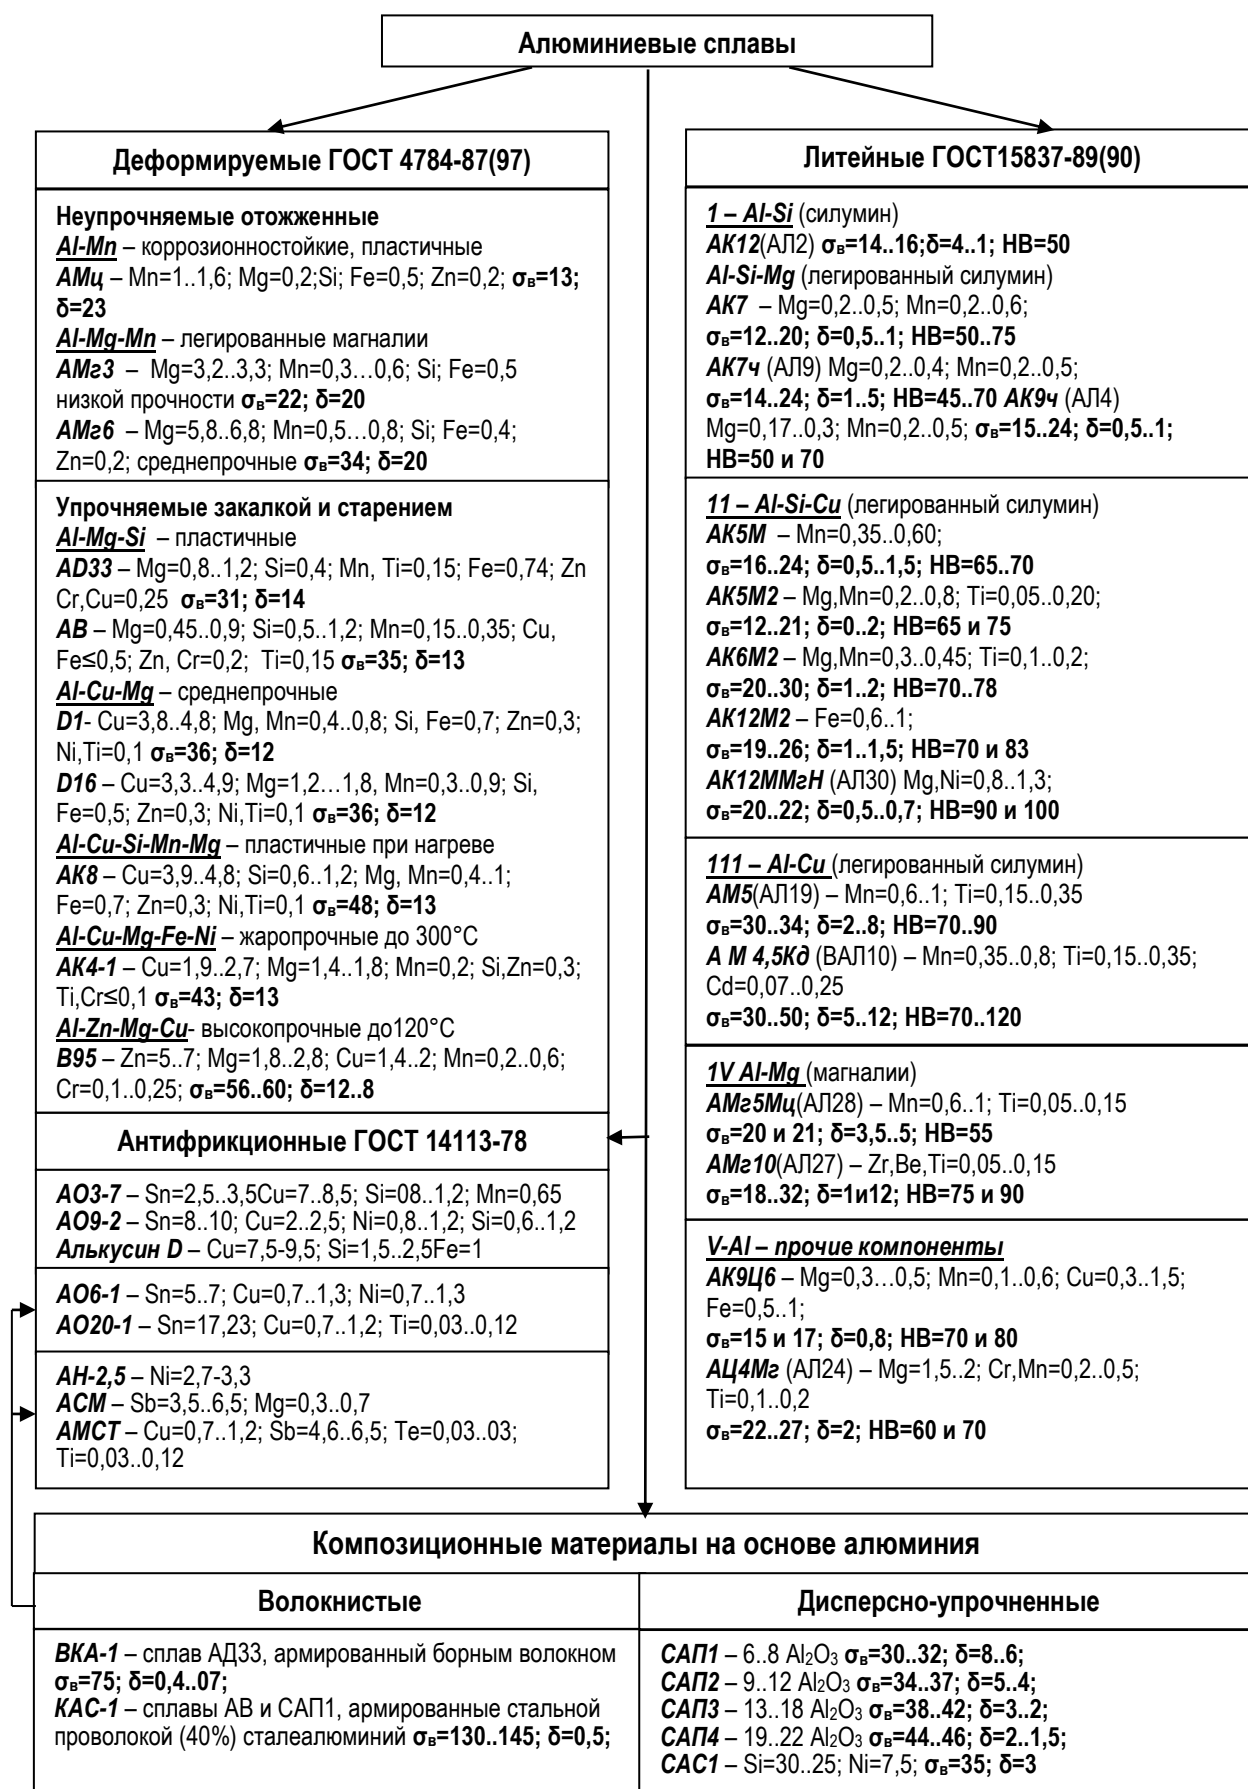 Алюминиевые сплавы
Деформируемые ГОСТ 4784-87(97)
Неупрочняемые отожженные
Al-Mn – коррозионностойкие, пластичные
АМц – Mn=1..1,6; Mg=0,2;Si; Fe=0,5; Zn=0,2; σв=13;
δ=23
Al-Mg-Mn – легированные магналии
АМг3 – Mg=3,2..3,3; Mn=0,3…0,6; Si; Fe=0,5
низкой прочности σв=22; δ=20
АМг6 – Mg=5,8..6,8; Mn=0,5…0,8; Si; Fe=0,4;
Zn=0,2; среднепрочные σв=34; δ=20
Упрочняемые закалкой и старением
Al-Mg-Si – пластичные
AD33 – Mg=0,8..1,2; Si=0,4; Mn, Ti=0,15; Fe=0,74; Zn
Cr,Cu=0,25 σв=31; δ=14
АВ – Mg=0,45..0,9; Si=0,5..1,2; Mn=0,15..0,35; Cu,
Fe≤0,5; Zn, Cr=0,2; Ti=0,15 σв=35; δ=13
Al-Cu-Mg – среднепрочные
D1- Cu=3,8..4,8; Mg, Mn=0,4..0,8; Si, Fe=0,7; Zn=0,3;
Ni,Ti=0,1 σв=36; δ=12
D16 – Cu=3,3..4,9; Mg=1,2…1,8, Mn=0,3..0,9; Si,
Fe=0,5; Zn=0,3; Ni,Ti=0,1 σв=36; δ=12
Al-Cu-Si-Mn-Mg – пластичные при нагреве
АК8 – Cu=3,9..4,8; Si=0,6..1,2; Mg, Mn=0,4..1;
Fe=0,7; Zn=0,3; Ni,Ti=0,1 σв=48; δ=13
Al-Cu-Mg-Fe-Ni – жаропрочные до 300°С
АК4-1 – Cu=1,9..2,7; Mg=1,4..1,8; Mn=0,2; Si,Zn=0,3;
Ti,Cr≤0,1 σв=43; δ=13
Al-Zn-Mg-Cu- высокопрочные до120°С
В95 – Zn=5..7; Mg=1,8..2,8; Cu=1,4..2; Mn=0,2..0,6;
Cr=0,1..0,25; σв=56..60; δ=12..8
Антифрикционные ГОСТ 14113-78
АО3-7 – Sn=2,5..3,5Cu=7..8,5; Si=08..1,2; Mn=0,65
АО9-2 – Sn=8..10; Cu=2..2,5; Ni=0,8..1,2; Si=0,6..1,2
Алькусин D – Cu=7,5-9,5; Si=1,5..2,5Fe=1
АО6-1 – Sn=5..7; Cu=0,7..1,3; Ni=0,7..1,3
АО20-1 – Sn=17,23; Cu=0,7..1,2; Ti=0,03..0,12
АН-2,5 – Ni=2,7-3,3
АСМ – Sb=3,5..6,5; Mg=0,3..0,7
АМСТ – Cu=0,7..1,2; Sb=4,6..6,5; Te=0,03..03;
Ti=0,03..0,12
Литейные ГОСТ15837-89(90)
1 – Al-Si (силумин)
АК12(АЛ2) σв=14..16;δ=4..1; HB=50
Al-Si-Mg (легированный силумин)
АК7 – Mg=0,2..0,5; Mn=0,2..0,6;
σв=12..20; δ=0,5..1; HB=50..75
АК7ч (АЛ9) Mg=0,2..0,4; Mn=0,2..0,5;
σв=14..24; δ=1..5; HB=45..70 АК9ч (АЛ4)
Mg=0,17..0,3; Mn=0,2..0,5; σв=15..24; δ=0,5..1;
HB=50 и 70
11 – Al-Si-Cu (легированный силумин)
АК5М – Mn=0,35..0,60;
σв=16..24; δ=0,5..1,5; HB=65..70
АК5М2 – Mg,Mn=0,2..0,8; Ti=0,05..0,20;
σв=12..21; δ=0..2; HB=65 и 75
АК6М2 – Mg,Mn=0,3..0,45; Ti=0,1..0,2;
σв=20..30; δ=1..2; HB=70..78
АК12М2 – Fe=0,6..1;
σв=19..26; δ=1..1,5; HB=70 и 83
АК12ММгН (АЛ30) Mg,Ni=0,8..1,3;
σв=20..22; δ=0,5..0,7; HB=90 и 100
111 – Al-Cu (легированный силумин)
АМ5(АЛ19) – Mn=0,6..1; Ti=0,15..0,35
σв=30..34; δ=2..8; HB=70..90
А М 4,5Кд (ВАЛ10) – Mn=0,35..0,8; Ti=0,15..0,35;
Cd=0,07..0,25
σв=30..50; δ=5..12; HB=70..120
1V Al-Mg (магналии)
АМг5Мц(АЛ28) – Mn=0,6..1; Ti=0,05..0,15
σв=20 и 21; δ=3,5..5; HB=55
АМг10(АЛ27) – Zr,Be,Ti=0,05..0,15
σв=18..32; δ=1и12; HB=75 и 90
V-Al – прочие компоненты
АК9Ц6 – Mg=0,3…0,5; Mn=0,1..0,6; Cu=0,3..1,5;
Fe=0,5..1;
σв=15 и 17; δ=0,8; HB=70 и 80
АЦ4Мг (АЛ24) – Mg=1,5..2; Cr,Mn=0,2..0,5;
Ti=0,1..0,2
σв=22..27; δ=2; HB=60 и 70
Композиционные материалы на основе алюминия
Волокнистые
ВКА-1 – сплав АД33, армированный борным волокном
σв=75; δ=0,4..07;
КАС-1 – сплавы АВ и САП1, армированные стальной
проволокой (40%) сталеалюминий σв=130..145; δ=0,5;
Дисперсно-упрочненные
САП1 – 6..8 Al₂O₃ σв=30..32; δ=8..6;
САП2 – 9..12 Al₂O₃ σв=34..37; δ=5..4;
САП3 – 13..18 Al₂O₃ σв=38..42; δ=3..2;
САП4 – 19..22 Al₂O₃ σв=44..46; δ=2..1,5;
САС1 – Si=30..25; Ni=7,5; σв=35; δ=3